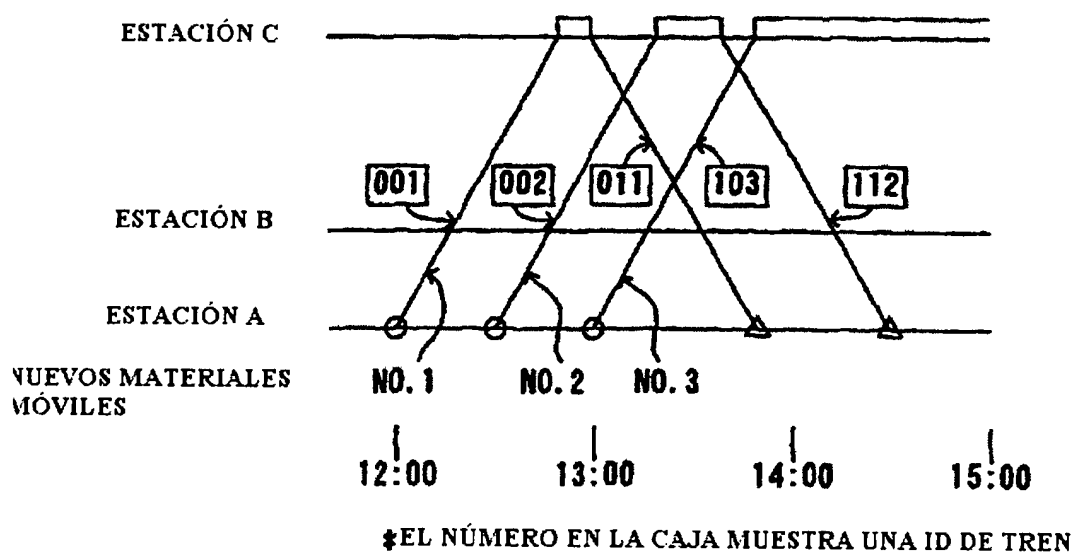 ESTACIÓN C
001
002
011
103
112
ESTACIÓN B
ESTACIÓN A
NUEVOS MATERIALES
MÓVILES
NO. 1
NO. 2
NO. 3
12:00
13:00
14:00
15:00
*EL NÚMERO EN LA CAJA MUESTRA UNA ID DE TREN